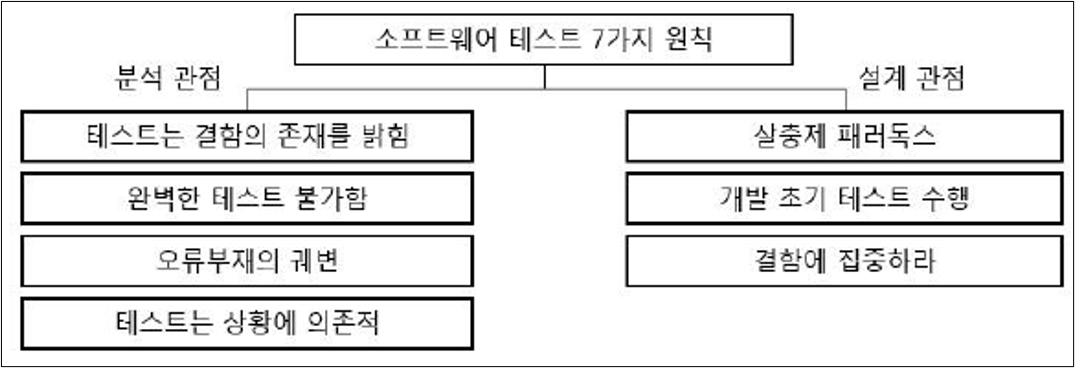 소프트웨어 테스트 7가지 원칙
분석 관점
설계 관점
테스트는 결함의 존재를 밝힘
완벽한 테스트 불가함
오류부재의 궤변
테스트는 상황에 의존적
살충제 패러독스
개발 초기 테스트 수행
결함에 집중하라